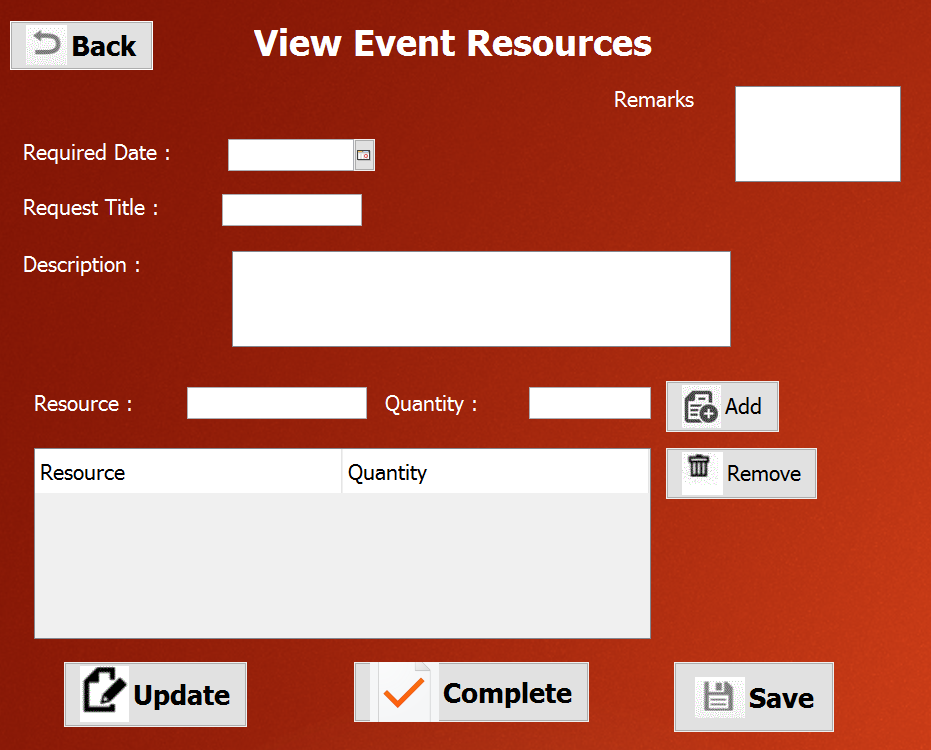 Back
View Event Resources
Remarks
Required Date :
Request Title :
Description :
Resource :
Quantity :
Add
Resource
Quantity
Remove
Update
Complete
Save